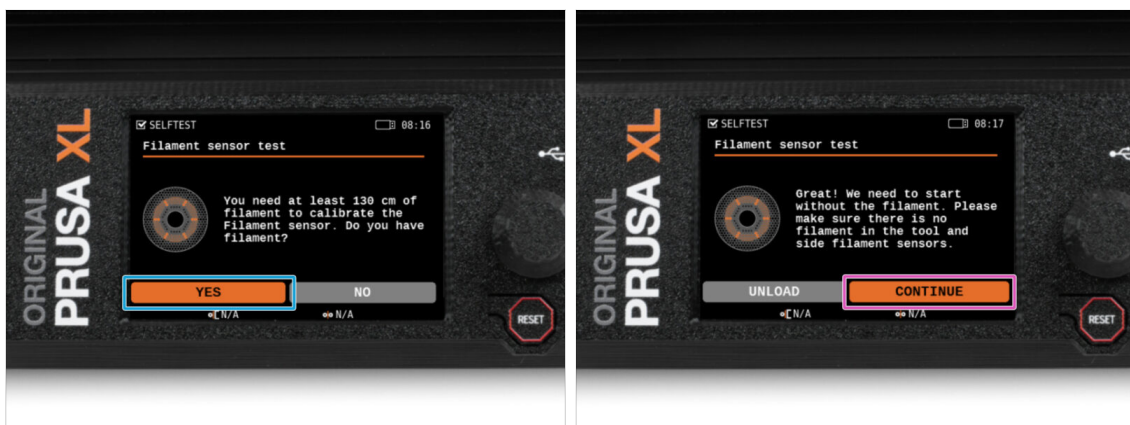 ORIGINAL
PRUSA XL
SELFTEST 08:16
Filament sensor test
You need at least 130 cm of
filament to calibrate the
Filament sensor. Do you have
filament?
YES NO
N/A N/A
RESET
ORIGINAL
PRUSA XL
SELFTEST 08:17
Filament sensor test
Great! We need to start
without the filament. Please
make sure there is no
filament in the tool and
side filament sensors.
UNLOAD CONTINUE
N/A N/A
RESET